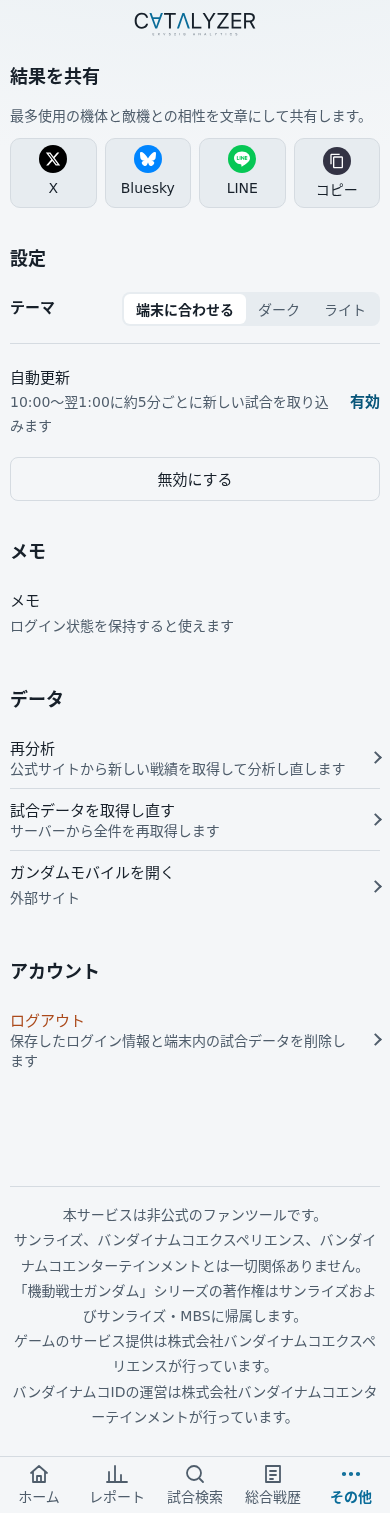 CATALYZER
結果を共有
最多使用の機体と敵機との相性を文章にして共有します。
X
Bluesky
LINE
コピー
設定
テーマ
端末に合わせる
ダーク
ライト
自動更新
10:00〜翌1:00に約5分ごとに新しい試合を取り込
みます
有効
無効にする
メモ
メモ
ログイン状態を保持すると使えます
データ
再分析
公式サイトから新しい戦績を取得して分析し直します
試合データを取得し直す
サーバーから全件を再取得します
ガンダムモバイルを開く
外部サイト
アカウント
ログアウト
保存したログイン情報と端末内の試合データを削除し
ます
本サービスは非公式のファンツールです。
サンライズ、バンダイナムコエクスペリエンス、バンダイ
ナムコエンターテインメントとは一切関係ありません。
「機動戦士ガンダム」シリーズの著作権はサンライズおよ
びサンライズ・MBSに帰属します。
ゲームのサービス提供は株式会社バンダイナムコエクスペ
リエンスが行っています。
バンダイナムコIDの運営は株式会社バンダイナムコエンタ
ーテインメントが行っています。
ホーム
レポート
試合検索
総合戦歴
その他